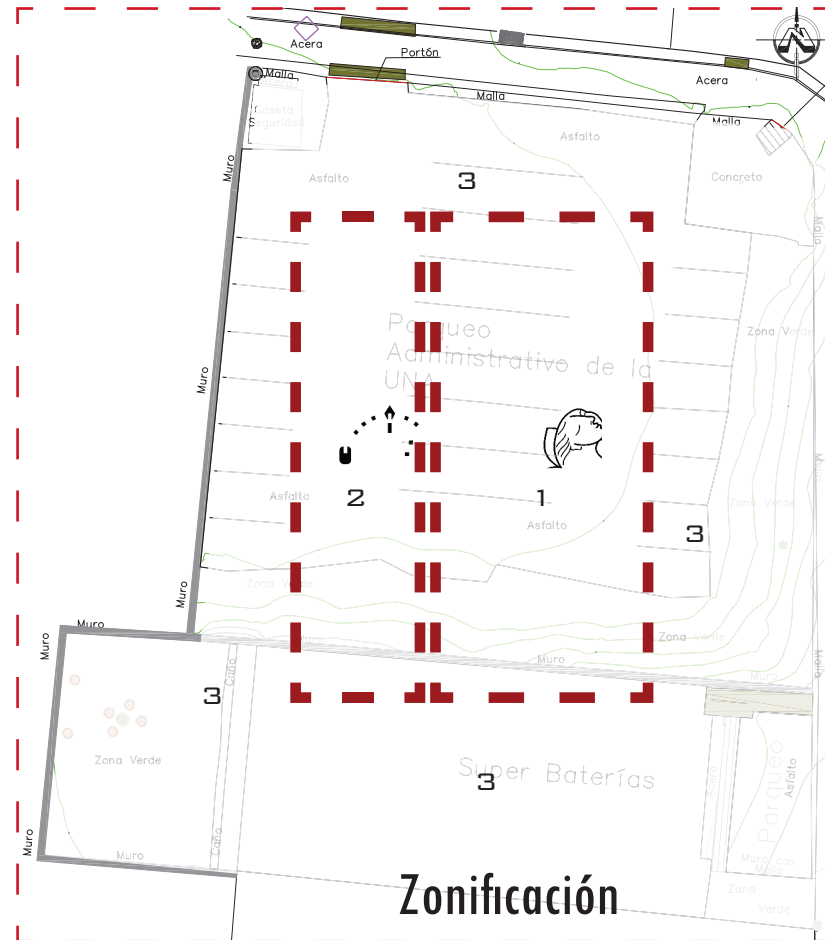 Acera
Portón
Acera
Malla
Malla
Malla
Caseta
Seguridad
Asfalto
Asfalto
3
Concreto
Muro
Malla
Parqueo
Administrativo de la
UNA
Zona Verde
Muro
2
1
Asfalto
Asfalto
3
Zona Verde
Zona Verde
Muro
Muro
Muro
Zona Verde
Muro
Muro
Malla
Caño
3
Zona Verde
Super Baterías
3
Acera
Parqueo
Asfalto
Muro
Caño
Muro
Muro con
Malla
Zona
Verde
Zonificación